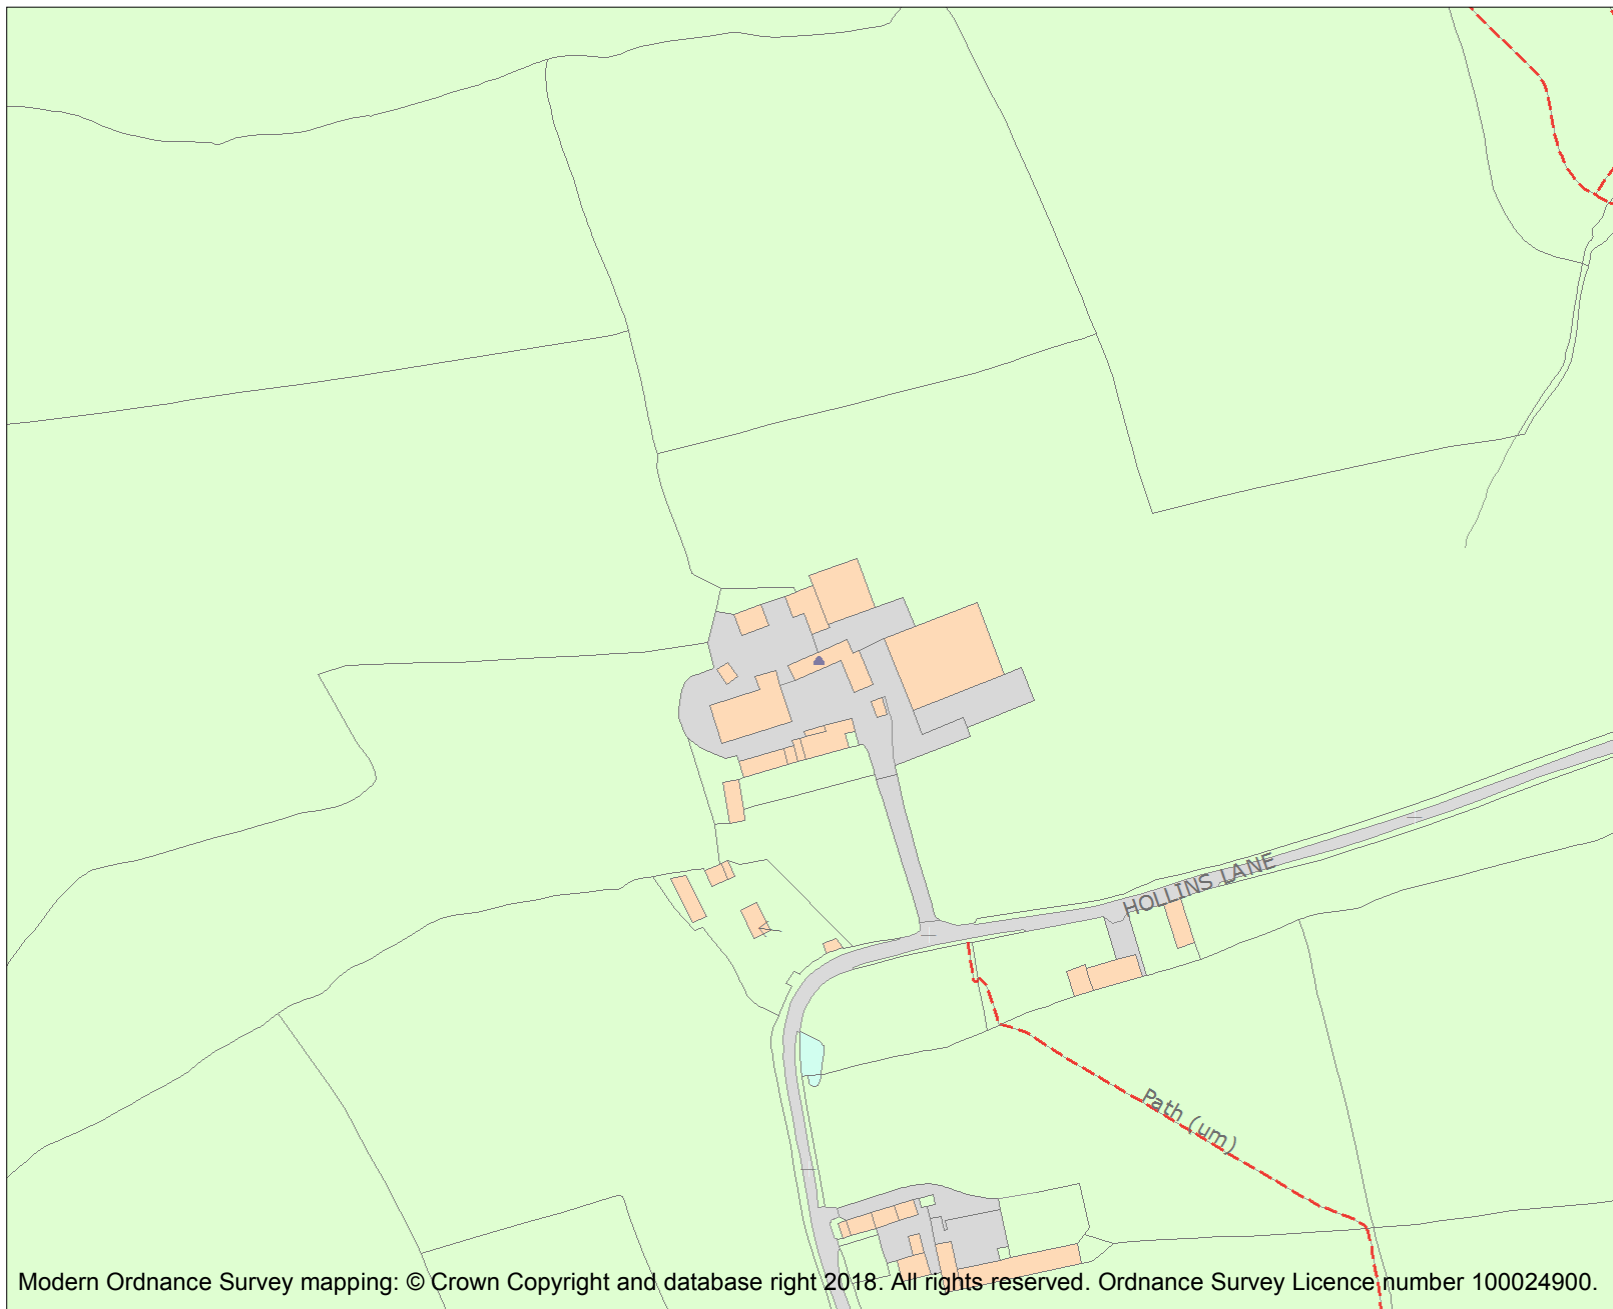 HOLLINS LANE
Path (um)
Modern Ordnance Survey mapping: © Crown Copyright and database right 2018. All rights reserved. Ordnance Survey Licence number 100024900.